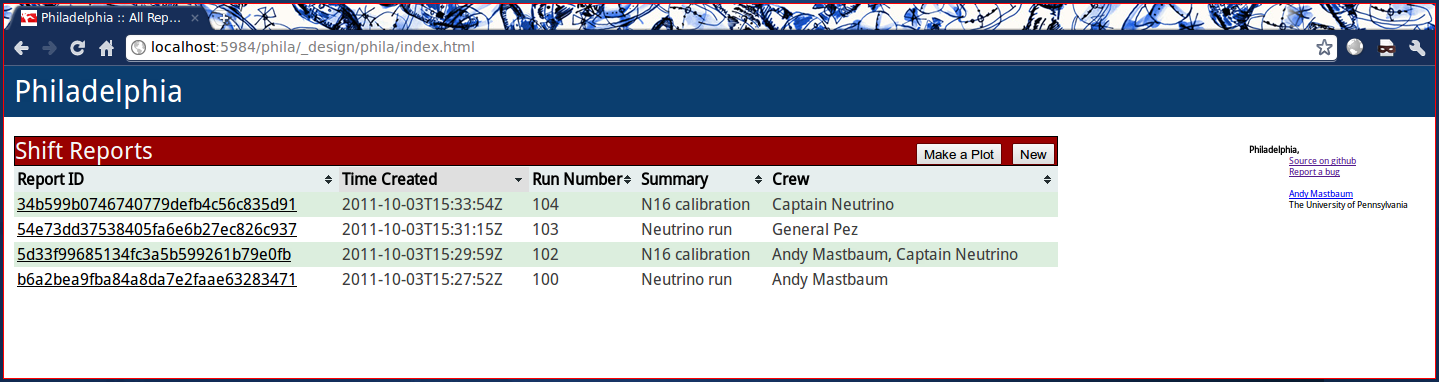 Philadelphia :: All Rep...
localhost:5984/phila/_design/phila/index.html
Philadelphia
Shift Reports Make a Plot New
Report ID Time Created Run Number Summary Crew
34b599b0746740779defb4c56c835d91 2011-10-03T15:33:54Z 104 N16 calibration Captain Neutrino
54e73dd37538405fa6e6b27ec826c937 2011-10-03T15:31:15Z 103 Neutrino run General Pez
5d33f99685134fc3a5b599261b79e0fb 2011-10-03T15:29:59Z 102 N16 calibration Andy Mastbaum, Captain Neutrino
b6a2bea9fba84a8da7e2faae63283471 2011-10-03T15:27:52Z 100 Neutrino run Andy Mastbaum
Philadelphia,
Source on github
Report a bug
Andy Mastbaum
The University of Pennsylvania